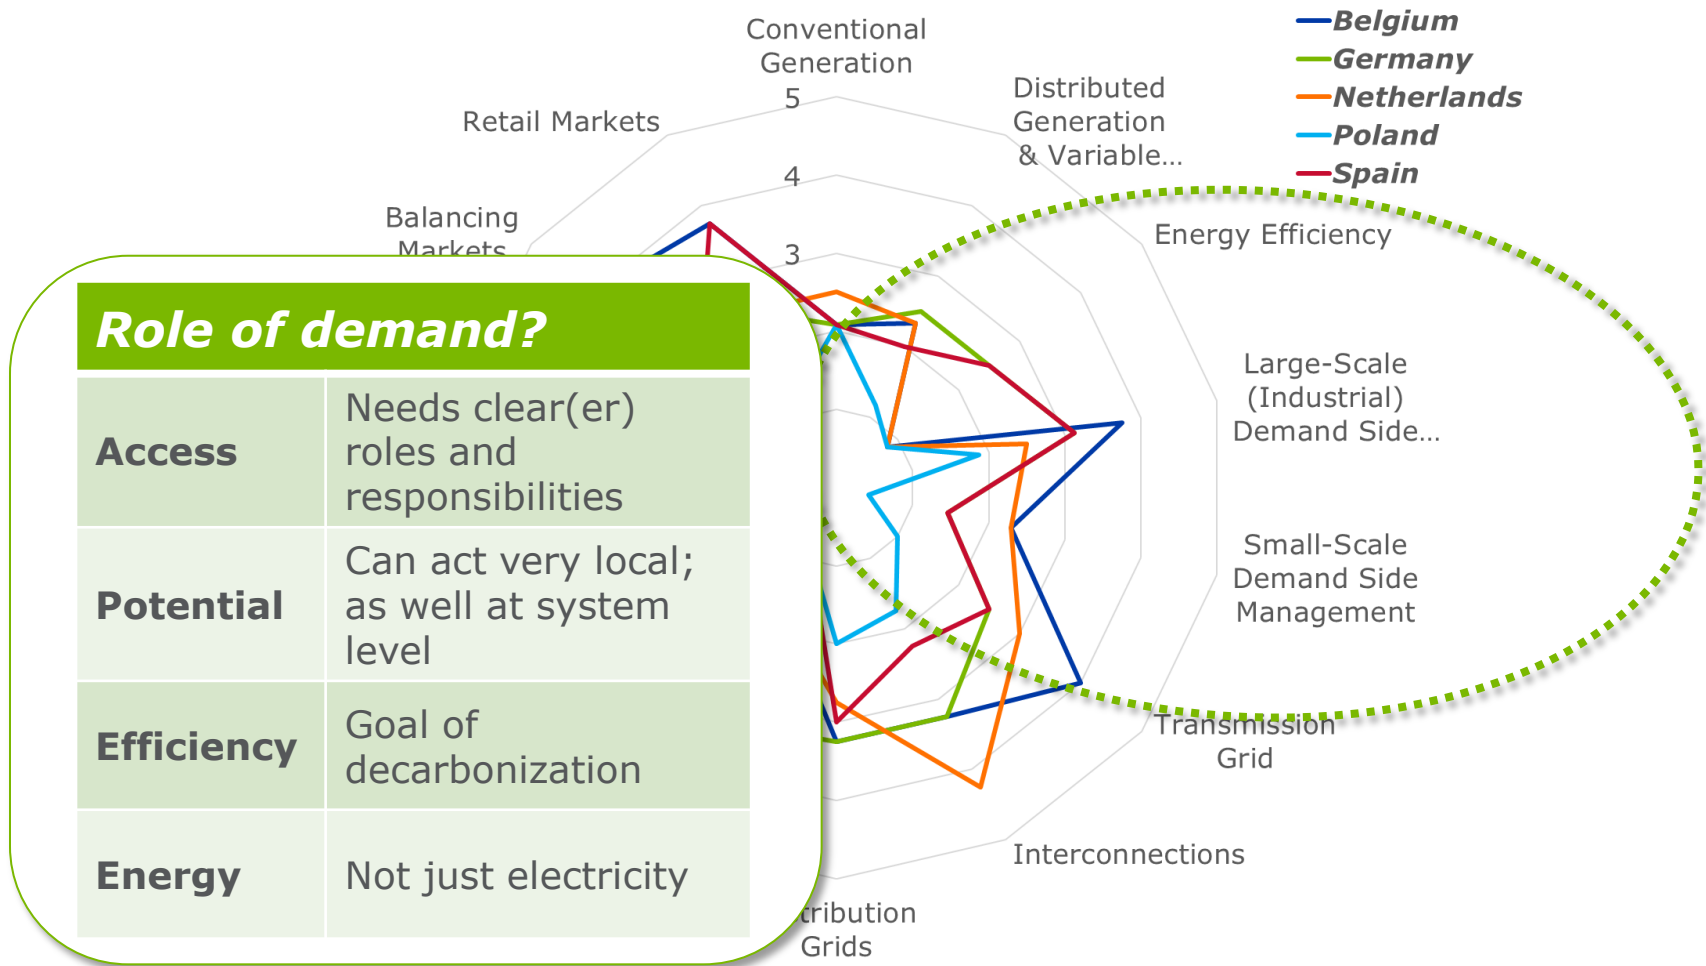 Conventional
Generation
Distributed
Generation
& Variable...
Energy Efficiency
Large-Scale
(Industrial)
Demand Side...
Small-Scale
Demand Side
Management
Transmission
Grid
Interconnections
tribution
Grids
Balancing
Markets
Retail Markets
5
4
3
Belgium
Germany
Netherlands
Poland
Spain
Role of demand?
Access
Needs clear(er)
roles and
responsibilities
Potential
Can act very local;
as well at system
level
Efficiency
Goal of
decarbonization
Energy
Not just electricity